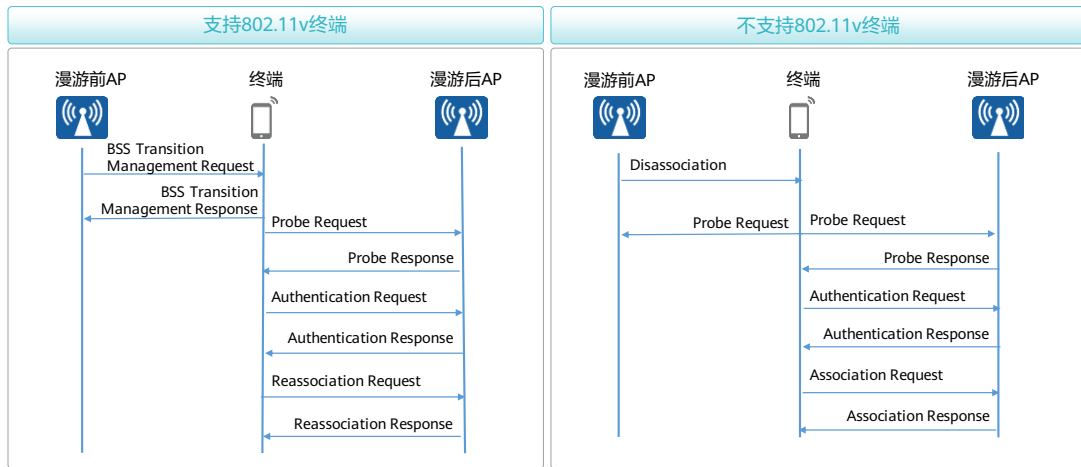 支持802.11v终端
漫游前AP
终端
漫游后AP
BSS Transition
Management Request
BSS Transition
Management Response
Probe Request
Probe Response
Authentication Request
Authentication Response
Reassociation Request
Reassociation Response
不支持802.11v终端
漫游前AP
终端
漫游后AP
Disassociation
Probe Request
Probe Request
Probe Response
Authentication Request
Authentication Response
Association Request
Association Response